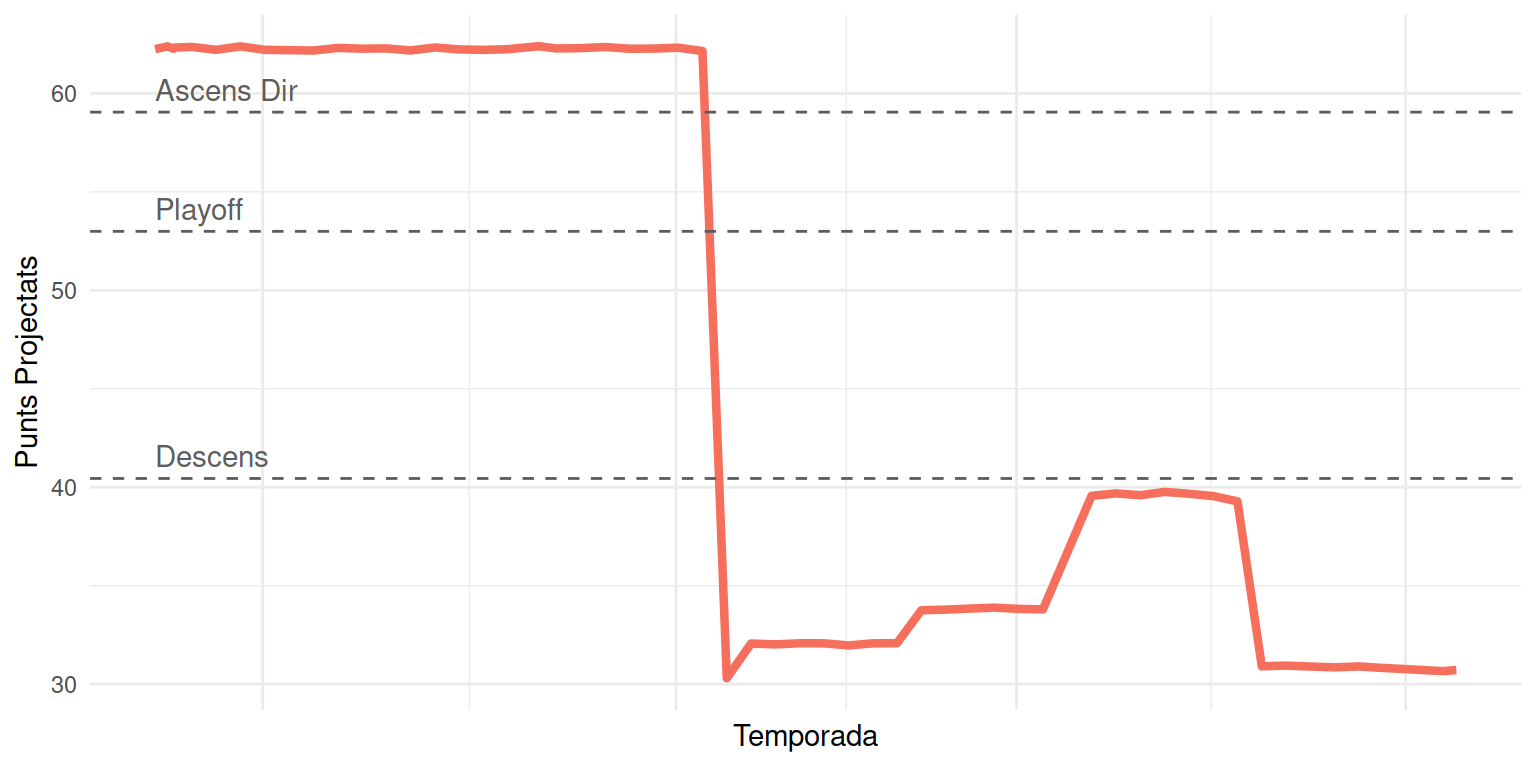 60
Ascens Dir
Playoff
50
Descens
40
30
Punts Projectats
Temporada